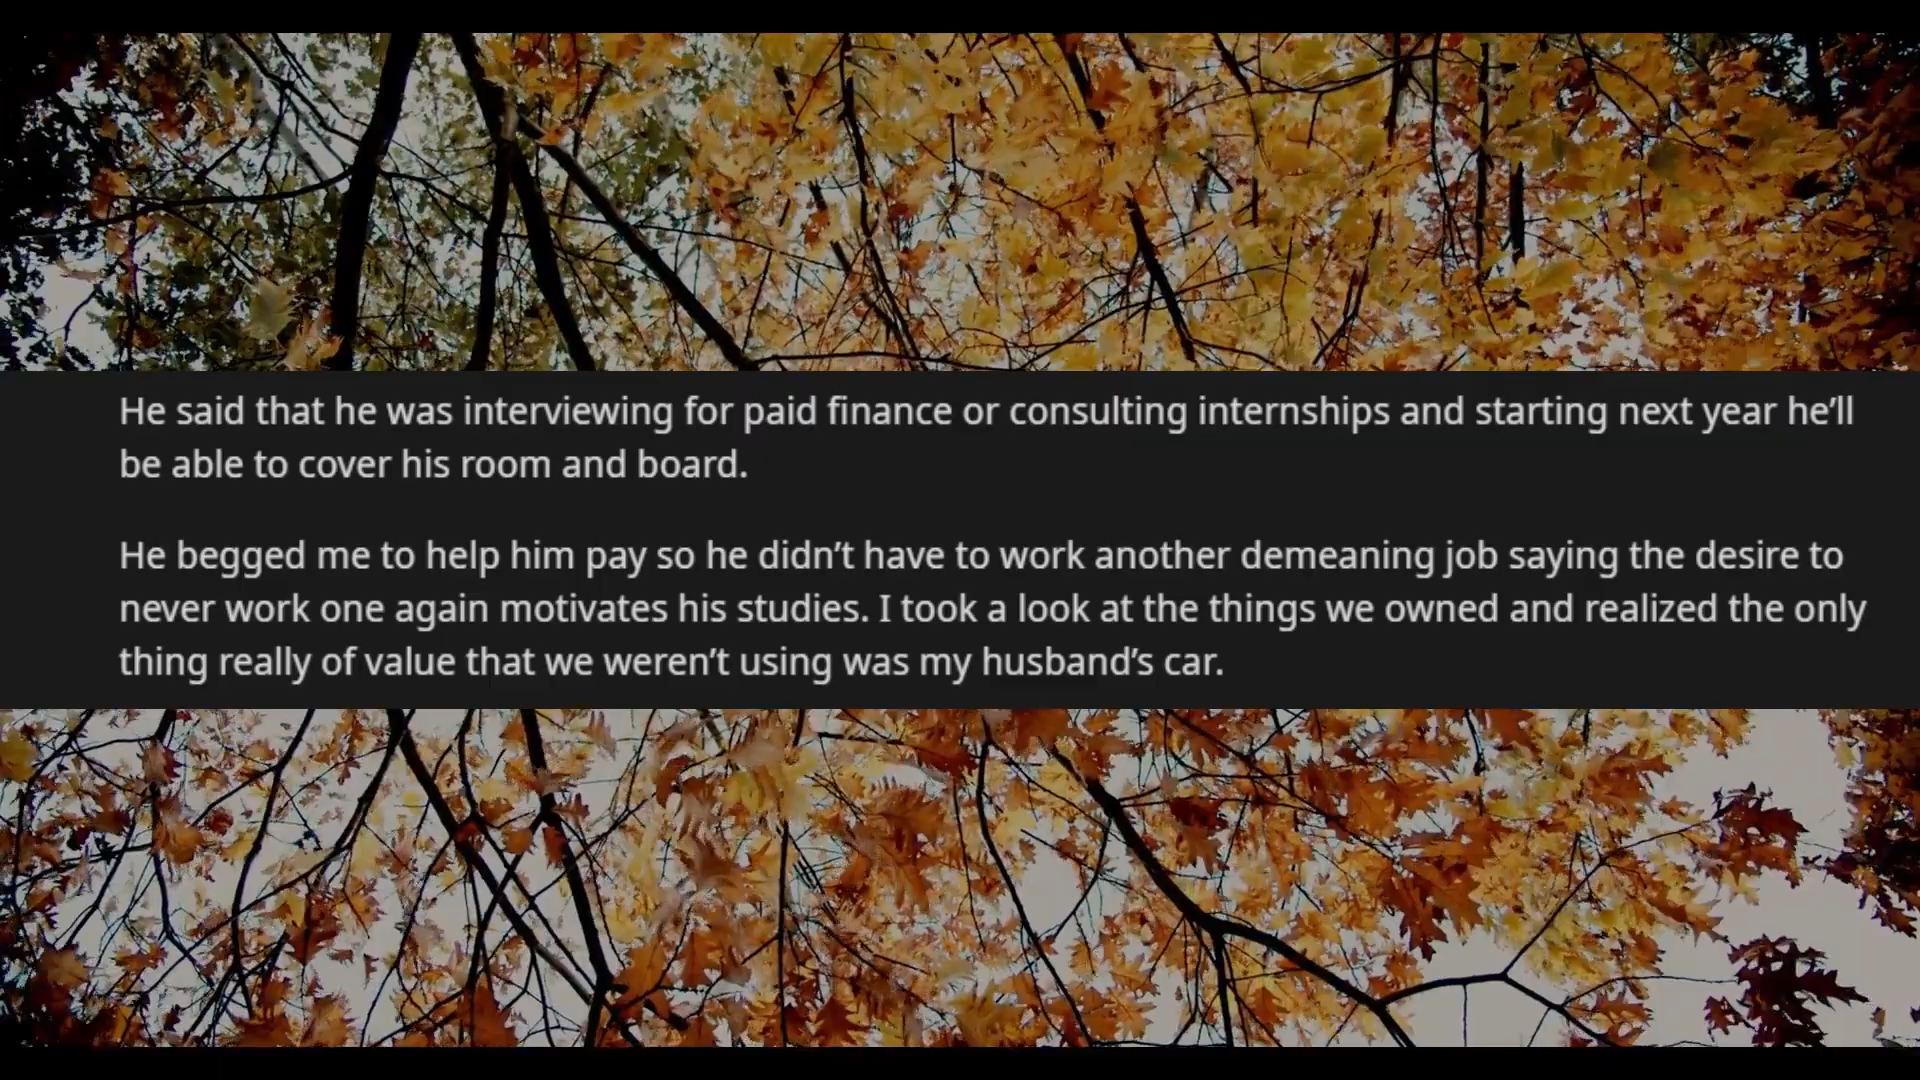 He said that he was interviewing for paid finance or consulting internships and starting next year he’ll
be able to cover his room and board.
He begged me to help him pay so he didn’t have to work another demeaning job saying the desire to
never work one again motivates his studies. I took a look at the things we owned and realized the only
thing really of value that we weren’t using was my husband’s car.